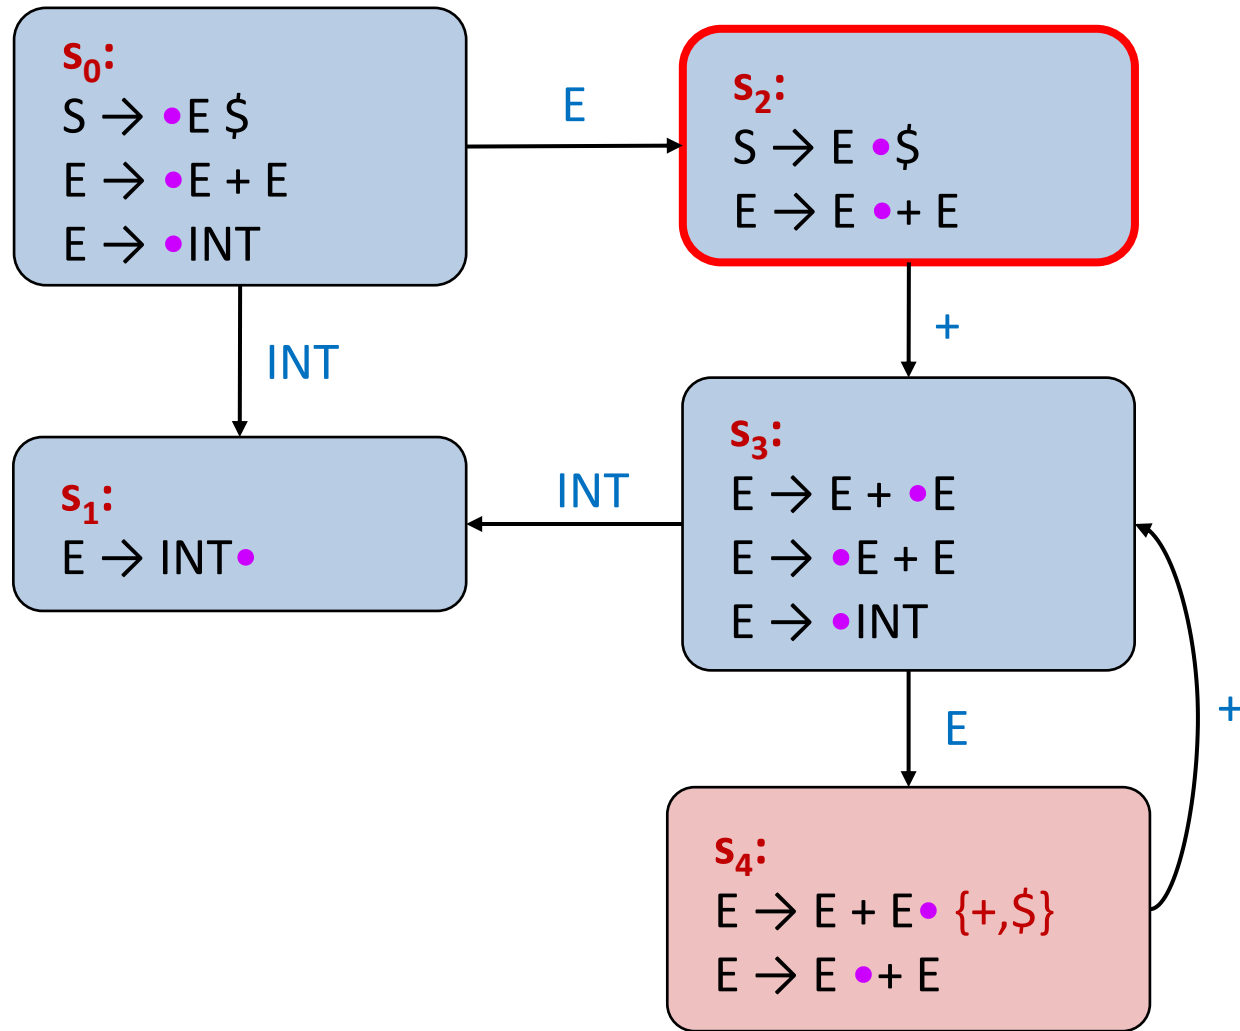 s₀:
S → •E $
E → •E + E
E → •INT
E
s₂:
S → E •$
E → E •+ E
INT
+
s₁:
E → INT•
INT
s₃:
E → E + •E
E → •E + E
E → •INT
E
+
s₄:
E → E + E• {+,$}
E → E •+ E